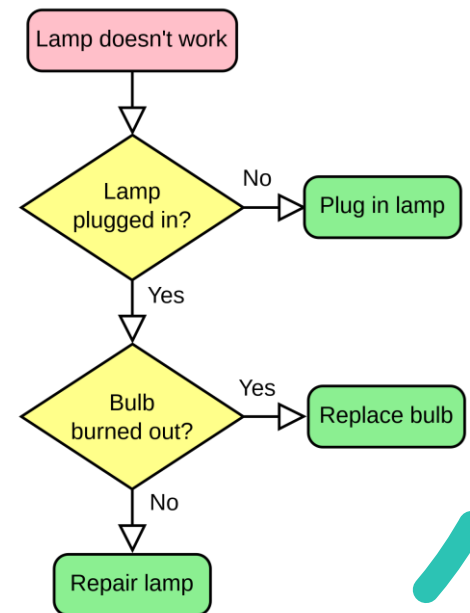 Lamp doesn't work
Lamp
plugged in?
No
Plug in lamp
Yes
Bulb
burned out?
Yes
Replace bulb
No
Repair lamp